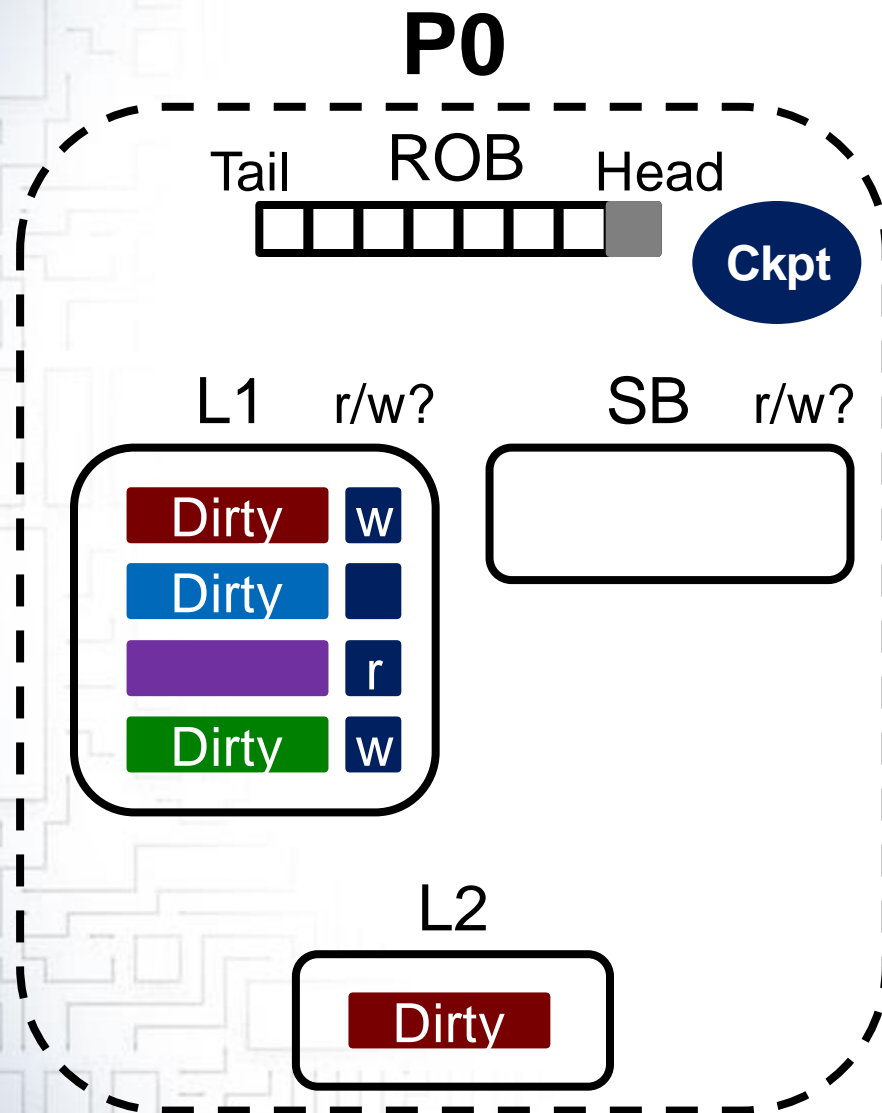 P0
Tail ROB Head
Ckpt
L1 r/w? SB r/w?
Dirty w
Dirty
r
Dirty w
L2
Dirty